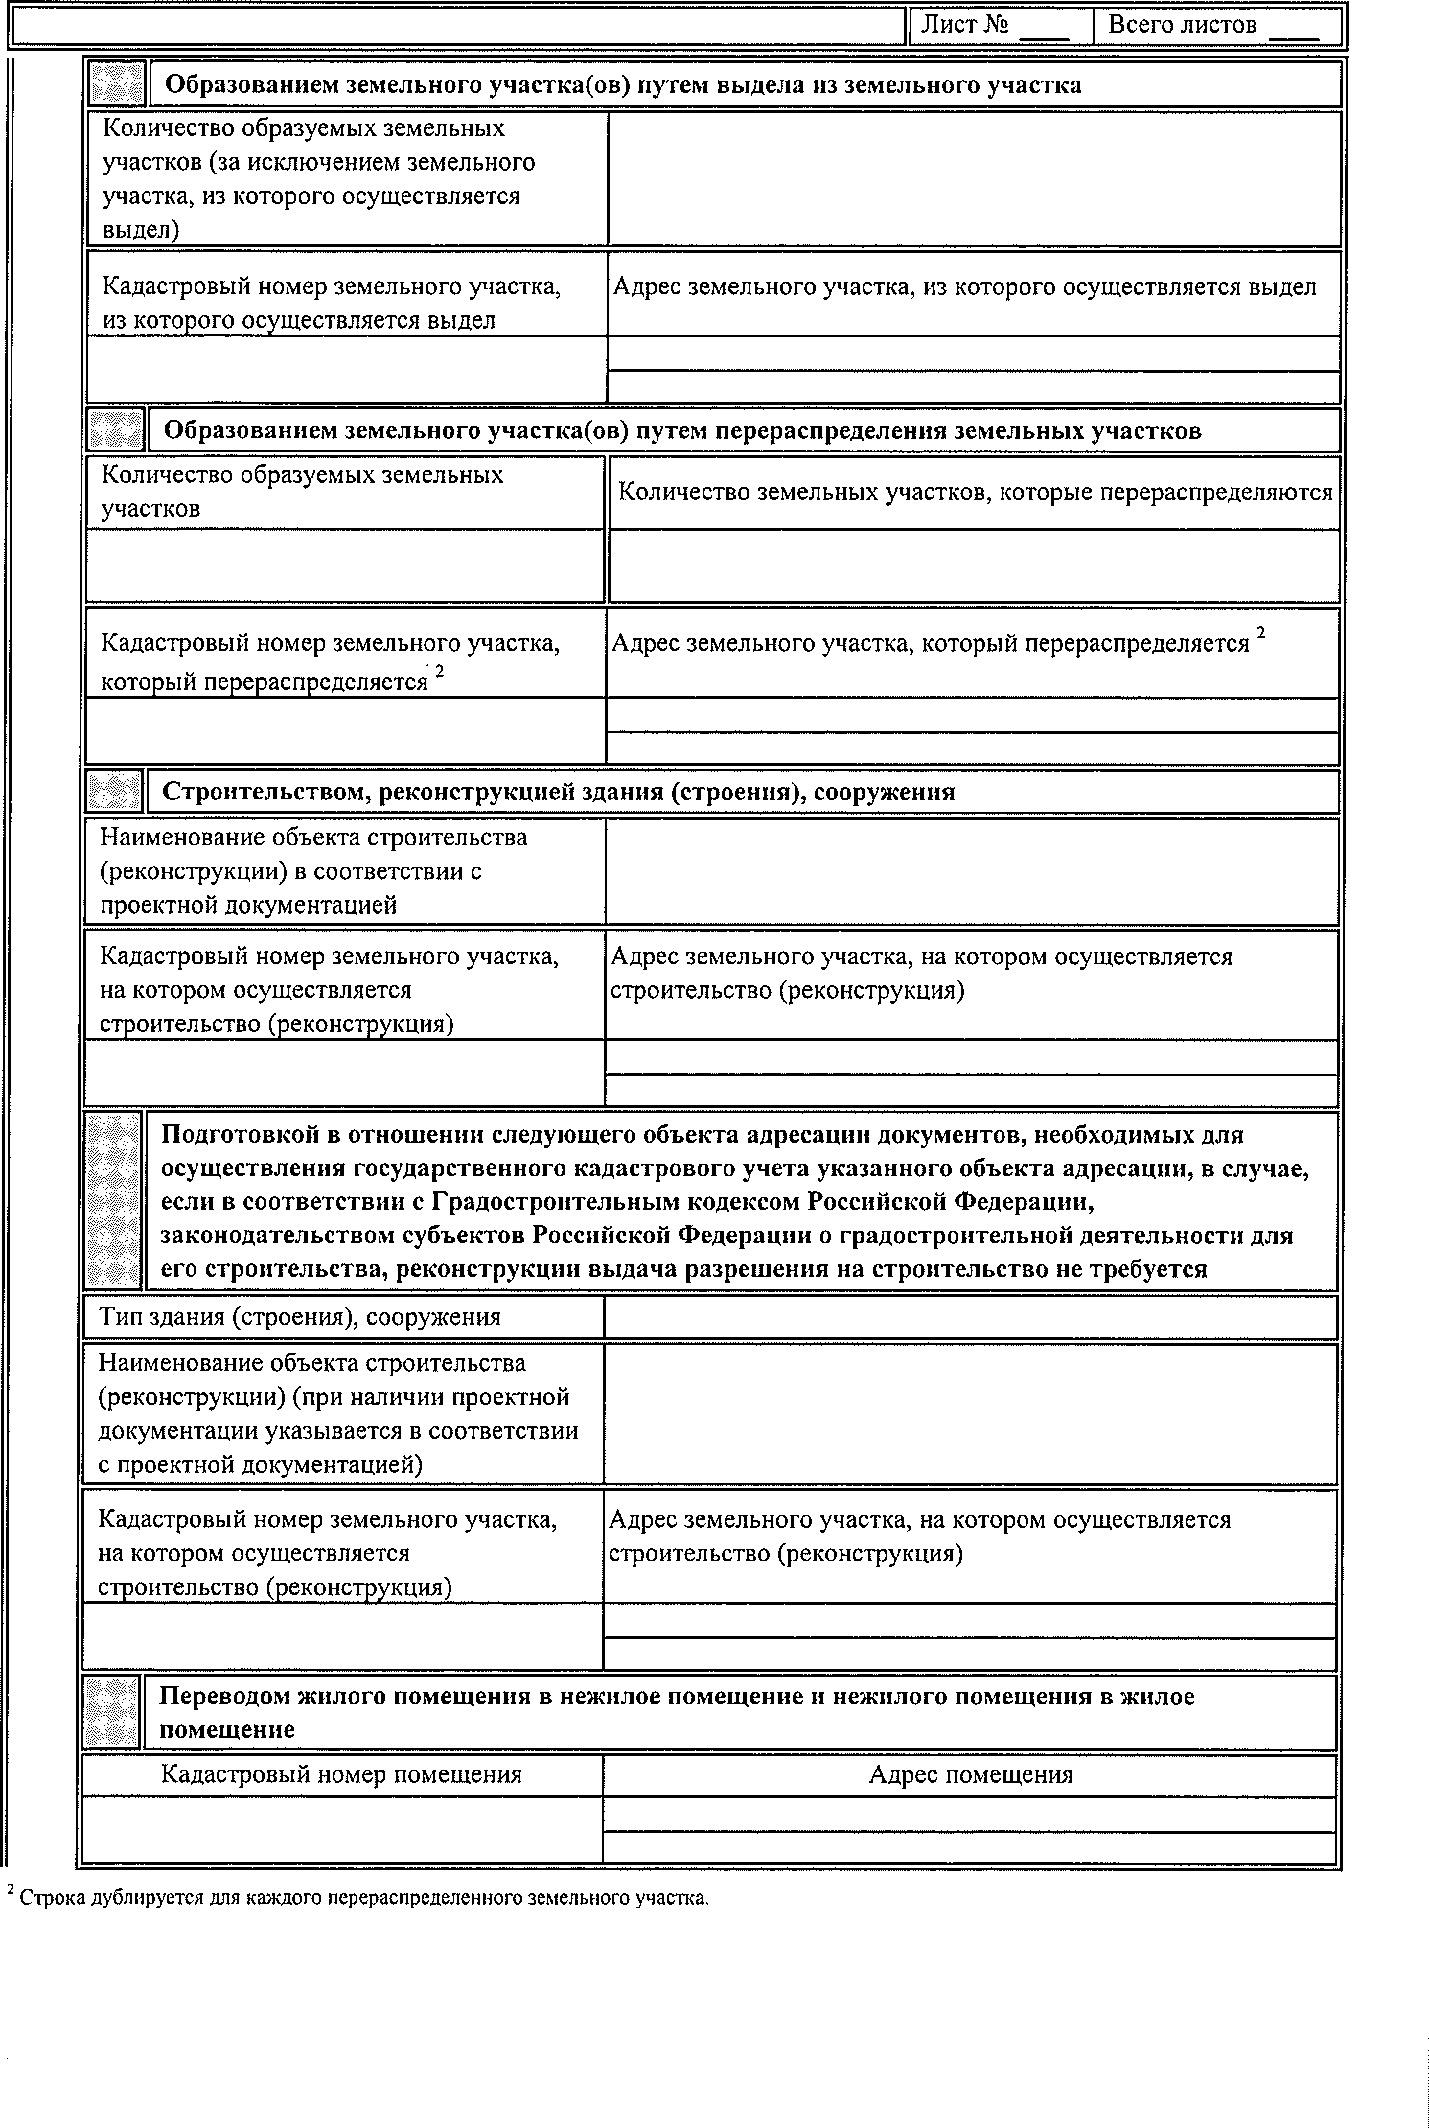 Лист № ____ Всего листов ____
Образованием земельного участка(ов) путем выдела из земельного участка
Количество образуемых земельных
участков (за исключением земельного
участка, из которого осуществляется
выдел)
Кадастровый номер земельного участка,
из которого осуществляется выдел
Адрес земельного участка, из которого осуществляется выдел
Образованием земельного участка(ов) путем перераспределения земельных участков
Количество образуемых земельных
участков
Количество земельных участков, которые перераспределяются
Кадастровый номер земельного участка,
который перераспределяется 2
Адрес земельного участка, который перераспределяется 2
Строительством, реконструкцией здания (строения), сооружения
Наименование объекта строительства
(реконструкции) в соответствии с
проектной документацией
Кадастровый номер земельного участка,
на котором осуществляется
строительство (реконструкция)
Адрес земельного участка, на котором осуществляется
строительство (реконструкция)
Подготовкой в отношении следующего объекта адресации документов, необходимых для
осуществления государственного кадастрового учета указанного объекта адресации, в случае,
если в соответствии с Градостроительным кодексом Российской Федерации,
законодательством субъектов Российской Федерации о градостроительной деятельности для
его строительства, реконструкции выдача разрешения на строительство не требуется
Тип здания (строения), сооружения
Наименование объекта строительства
(реконструкции) (при наличии проектной
документации указывается в соответствии
с проектной документацией)
Кадастровый номер земельного участка,
на котором осуществляется
строительство (реконструкция)
Адрес земельного участка, на котором осуществляется
строительство (реконструкция)
Переводом жилого помещения в нежилое помещение и нежилого помещения в жилое
помещение
Кадастровый номер помещения
Адрес помещения
2 Строка дублируется для каждого перераспределенного земельного участка.